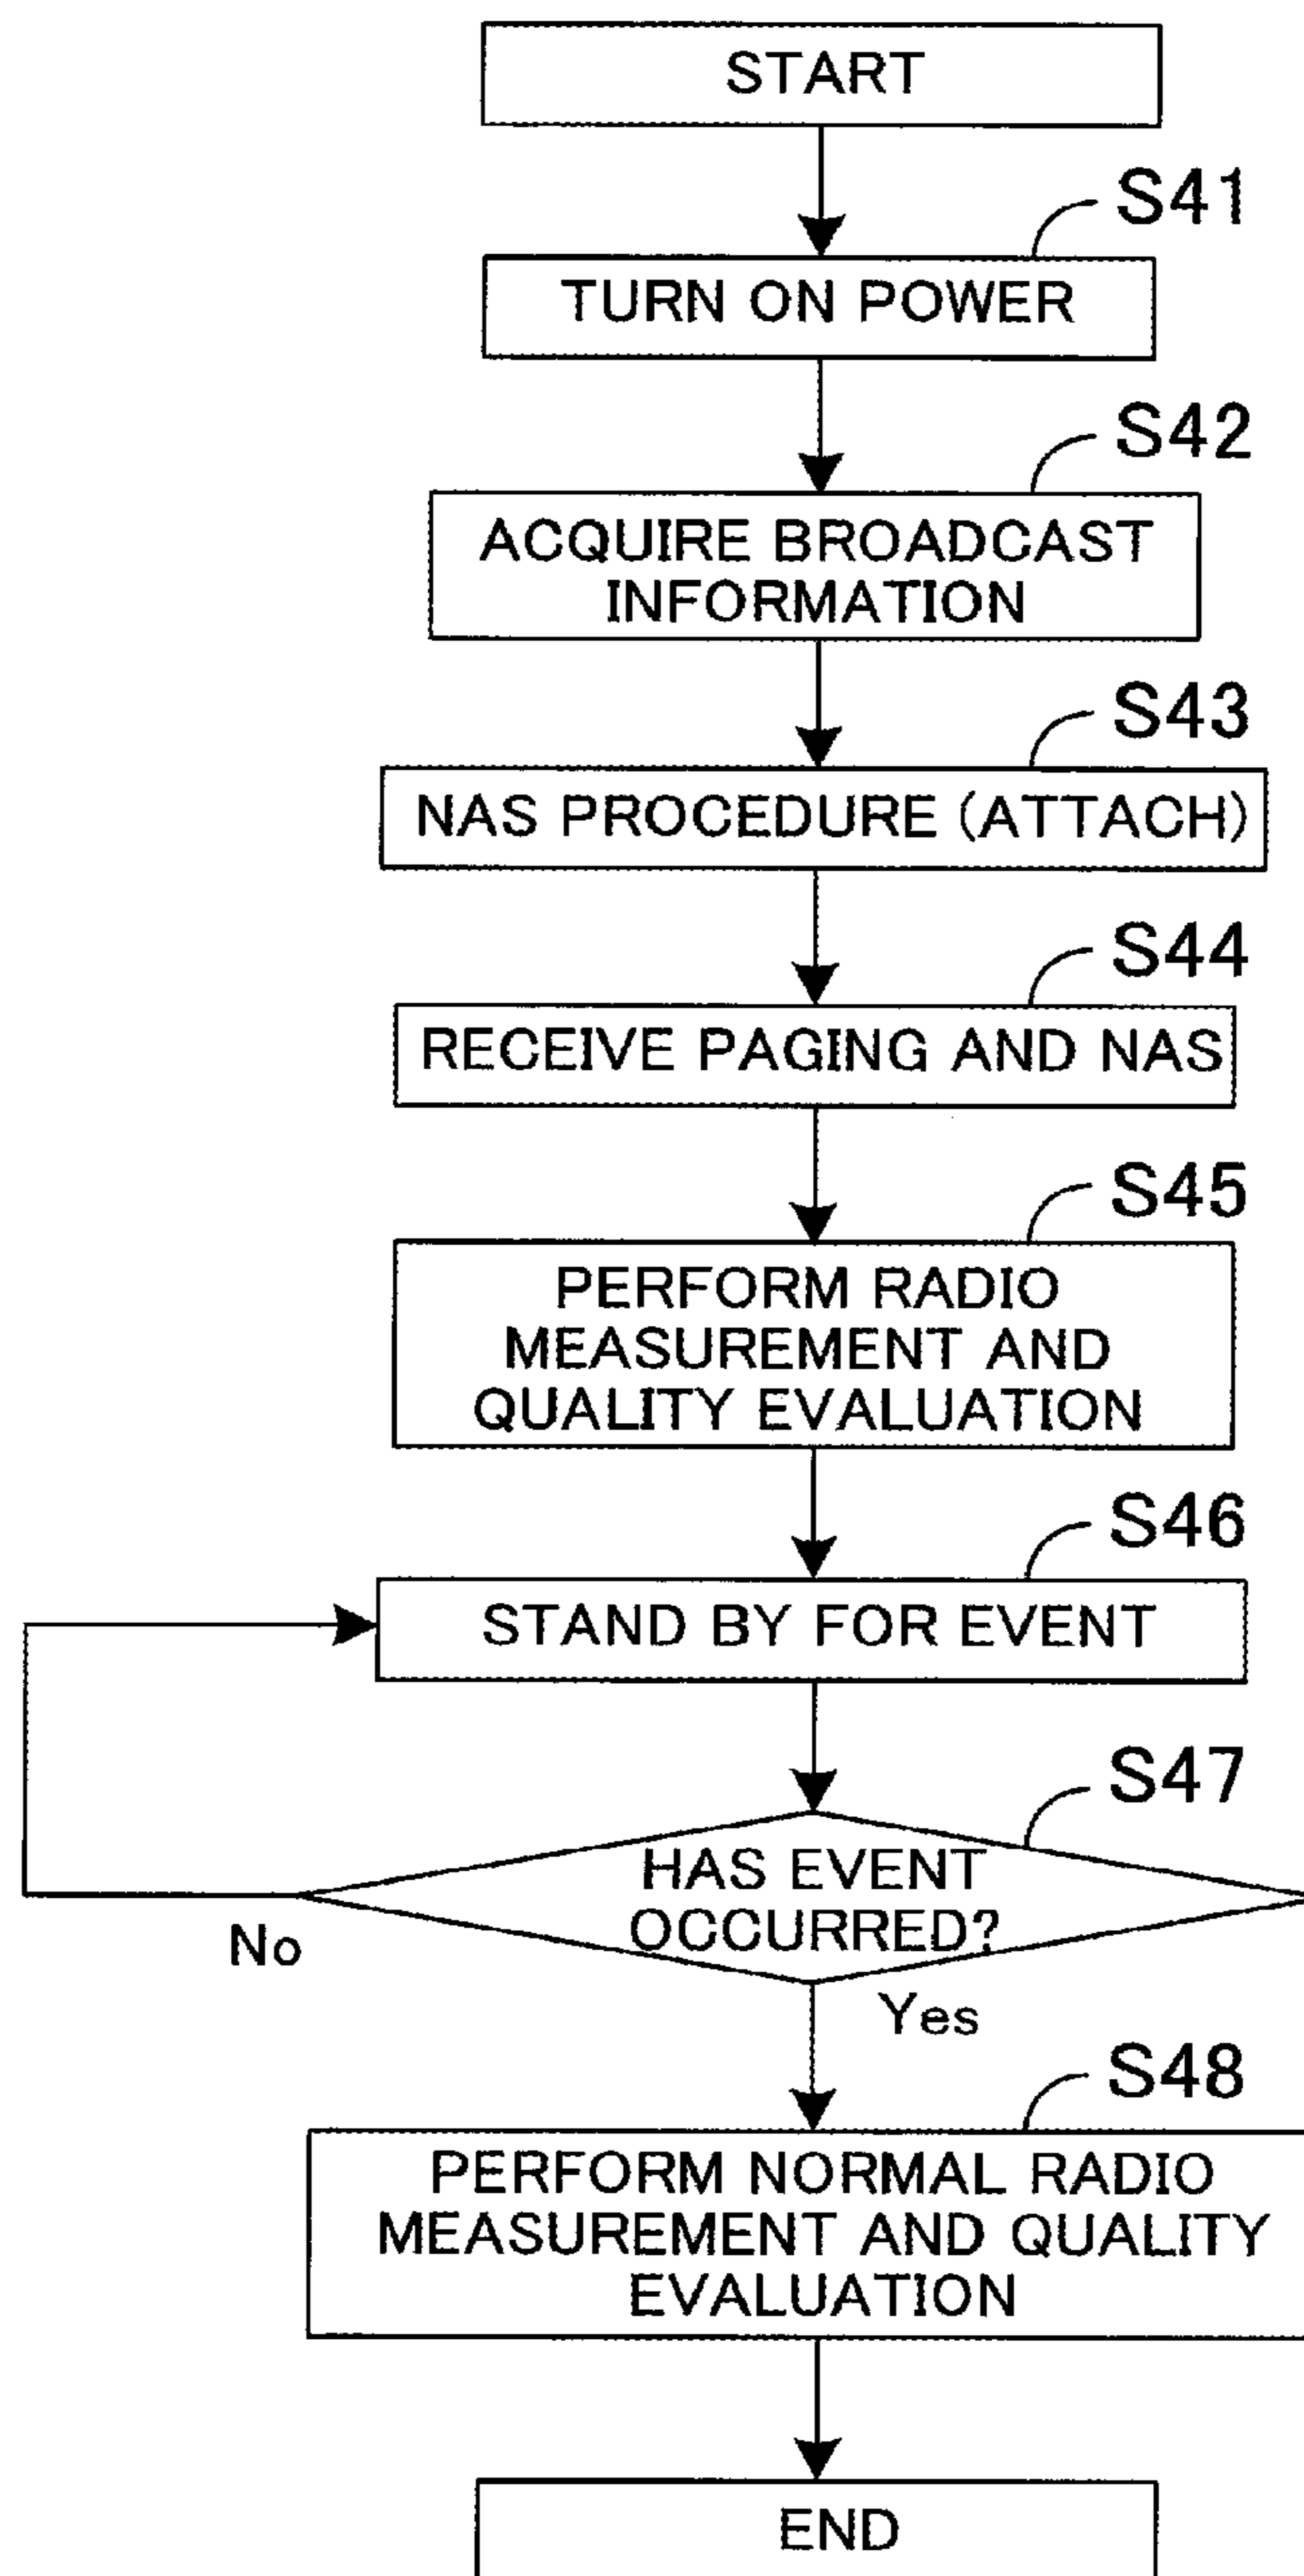 START
S41
TURN ON POWER
S42
ACQUIRE BROADCAST
INFORMATION
S43
NAS PROCEDURE (ATTACH)
S44
RECEIVE PAGING AND NAS
S45
PERFORM RADIO
MEASUREMENT AND
QUALITY EVALUATION
S46
STAND BY FOR EVENT
S47
HAS EVENT
OCCURRED?
No
Yes
S48
PERFORM NORMAL RADIO
MEASUREMENT AND QUALITY
EVALUATION
END